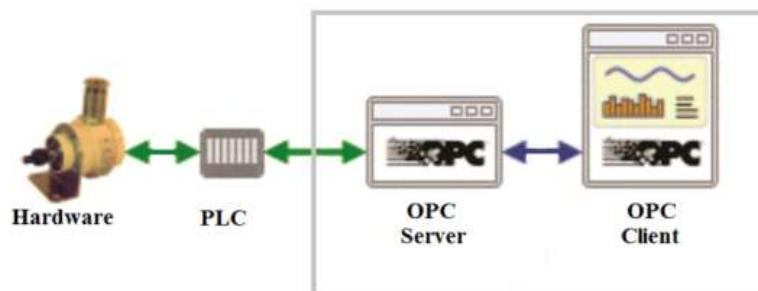 OPC
OPC
Hardware
PLC
OPC
Server
OPC
Client